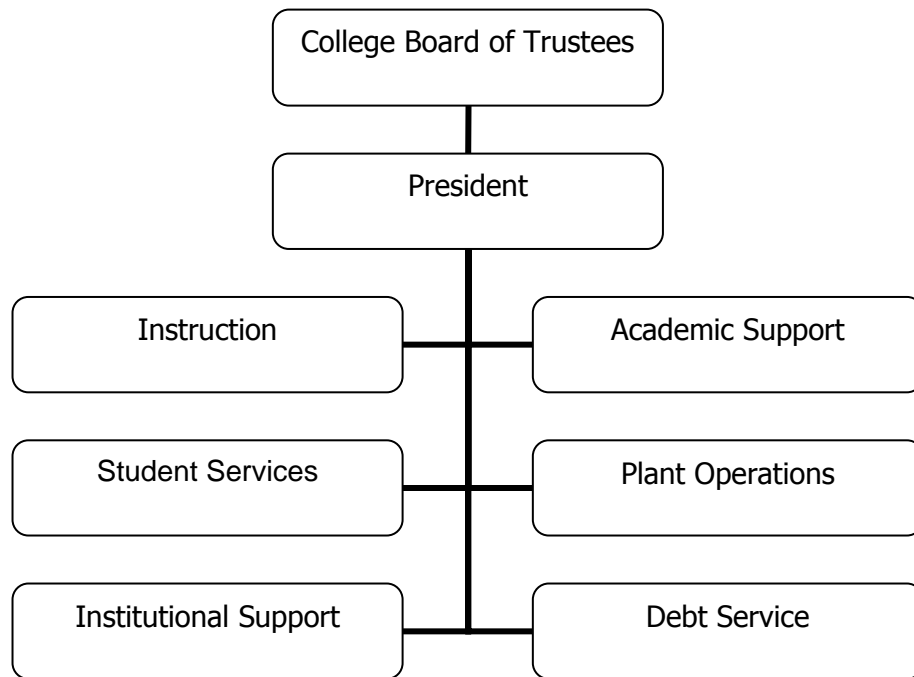 College Board of Trustees
President
Instruction
Academic Support
Student Services
Plant Operations
Institutional Support
Debt Service